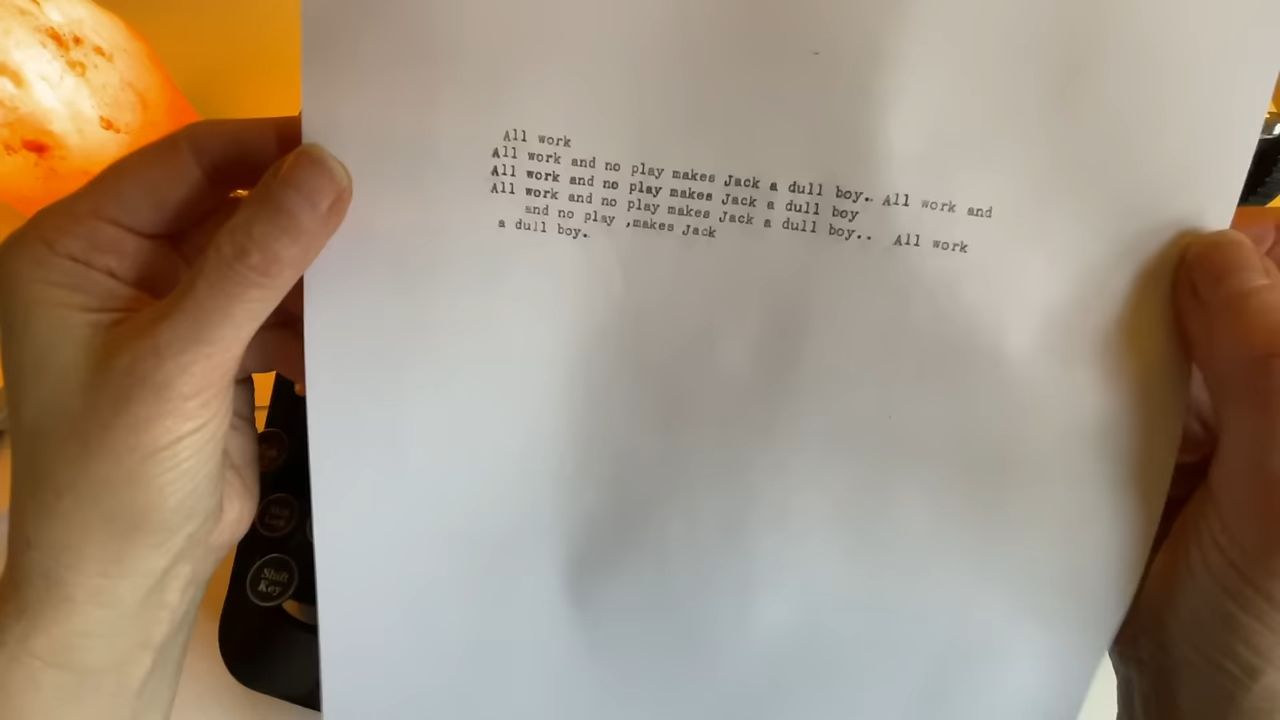 All work
All work and no play makes Jack a dull boy.. All work and
All work and no play makes Jack a dull boy
All work and no play makes Jack a dull boy.. All work
and no play ,makes Jack
a dull boy.
Shift
Key